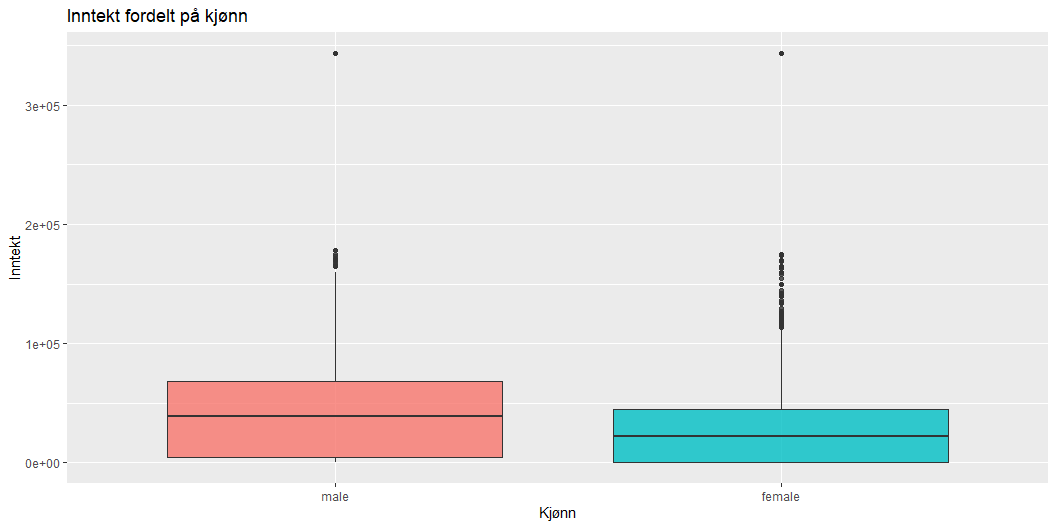 Inntekt fordelt på kjønn
Inntekt
3e+05
2e+05
1e+05
0e+00
male
female
Kjønn